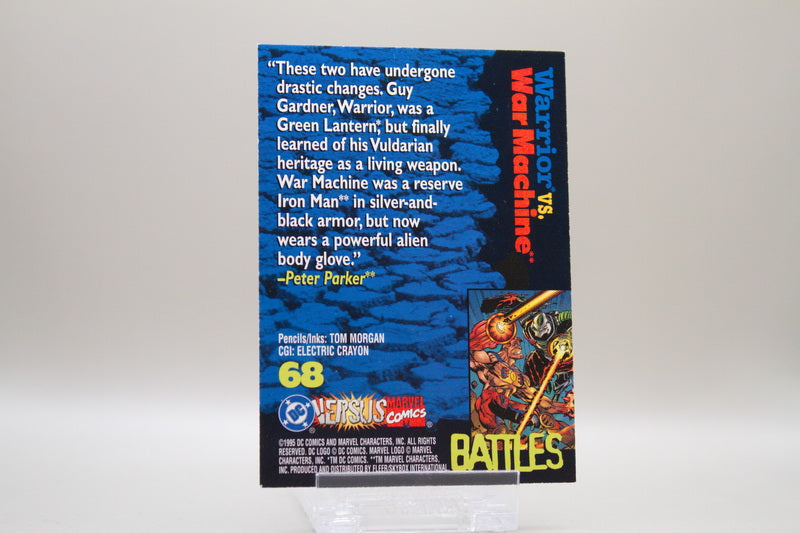 “These two have undergone
drastic changes. Guy
Gardner, Warrior, was a
Green Lantern,* but finally
learned of his Vuldarian
heritage as a living weapon.
War Machine was a reserve
Iron Man** in silver-and-
black armor, but now
wears a powerful alien
body glove.”
–Peter Parker**
Warrior* vs.
War Machine**
Pencils/Inks: TOM MORGAN
CGI: ELECTRIC CRAYON
68
DC VERSUS MARVEL COMICS
©1995 DC COMICS AND MARVEL CHARACTERS, INC. ALL RIGHTS
RESERVED. DC LOGO © DC COMICS. MARVEL LOGO © MARVEL
CHARACTERS, INC. *TM DC COMICS. **TM MARVEL CHARACTERS,
INC. PRODUCED AND DISTRIBUTED BY FLEER/SKYBOX INTERNATIONAL
BATTLES